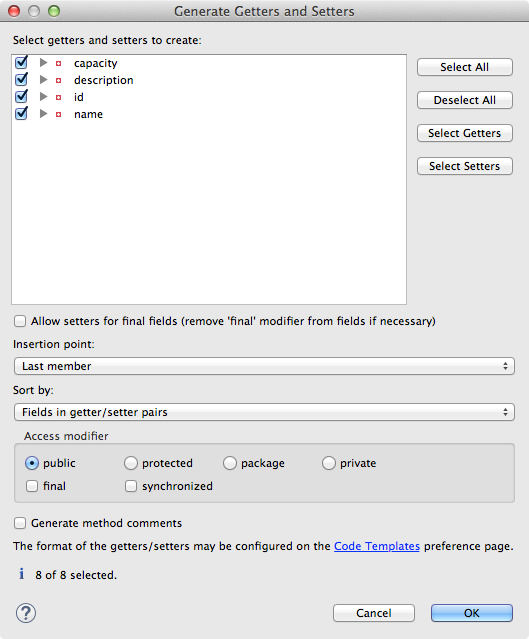 Generate Getters and Setters
Select getters and setters to create:
capacity
description
id
name
Select All
Deselect All
Select Getters
Select Setters
Allow setters for final fields (remove 'final' modifier from fields if necessary)
Insertion point:
Last member
Sort by:
Fields in getter/setter pairs
Access modifier
public protected package private
final synchronized
Generate method comments
The format of the getters/setters may be configured on the Code Templates preference page.
i 8 of 8 selected.
? Cancel OK